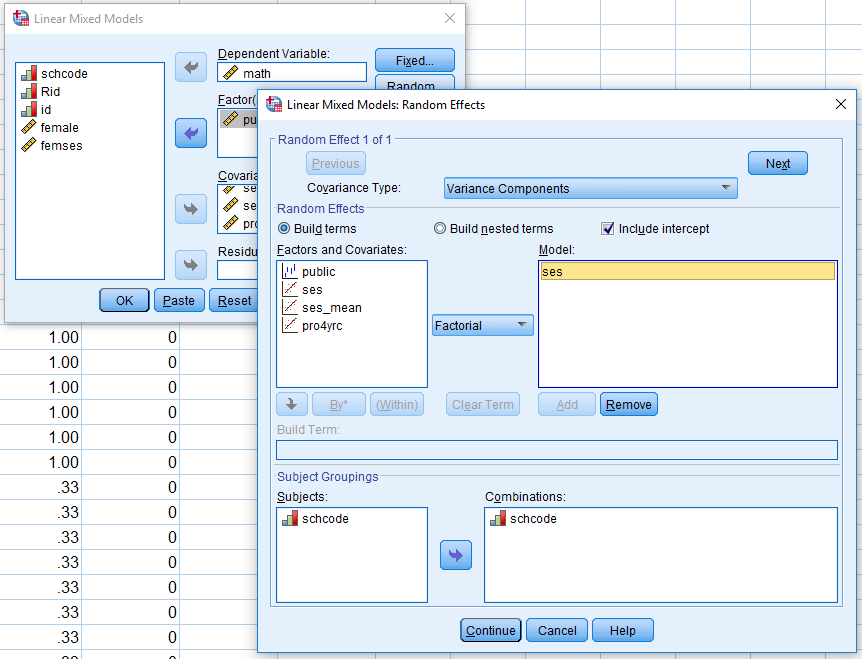 Linear Mixed Models
schcode
Rid
id
female
femses
Dependent Variable:
math
Fixed...
Random
Factor(
pu
Covaria
se
se
pro
Residu
OK
Paste
Reset
Linear Mixed Models: Random Effects
Random Effect 1 of 1
Previous
Next
Covariance Type:
Variance Components
Random Effects
Build terms
Build nested terms
Include intercept
Factors and Covariates:
Model:
public
ses
ses_mean
pro4yrc
Factorial
ses
By*
(Within)
Clear Term
Add
Remove
Build Term:
Subject Groupings
Subjects:
Combinations:
schcode
schcode
Continue
Cancel
Help
1.00 0
1.00 0
1.00 0
1.00 0
1.00 0
1.00 0
.33 0
.33 0
.33 0
.33 0
.33 0
.33 0
.33 0